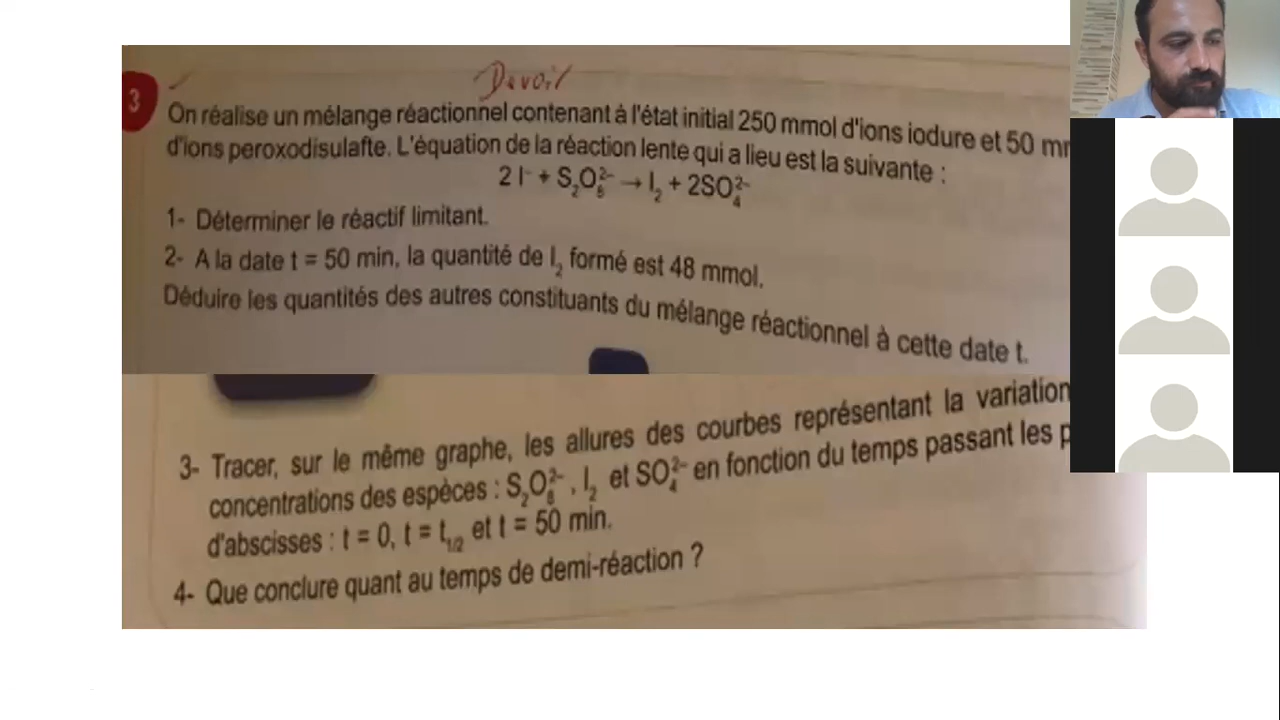 Devoir
3
On réalise un mélange réactionnel contenant à l'état initial 250 mmol d'ions iodure et 50
d'ions peroxodisulafte. L'équation de la réaction lente qui a lieu est la suivante :
2 I⁻ + S₂O₈²⁻ → I₂ + 2SO₄²⁻
1- Déterminer le réactif limitant.
2- A la date t = 50 min, la quantité de I₂ formé est 48 mmol.
Déduire les quantités des autres constituants du mélange réactionnel à cette date t.
3- Tracer, sur le même graphe, les allures des courbes représentant la variation
concentrations des espèces : S₂O₈²⁻, I₂ et SO₄²⁻ en fonction du temps passant les
d'abscisses : t = 0, t = t₁/₂ et t = 50 min.
4- Que conclure quant au temps de demi-réaction ?